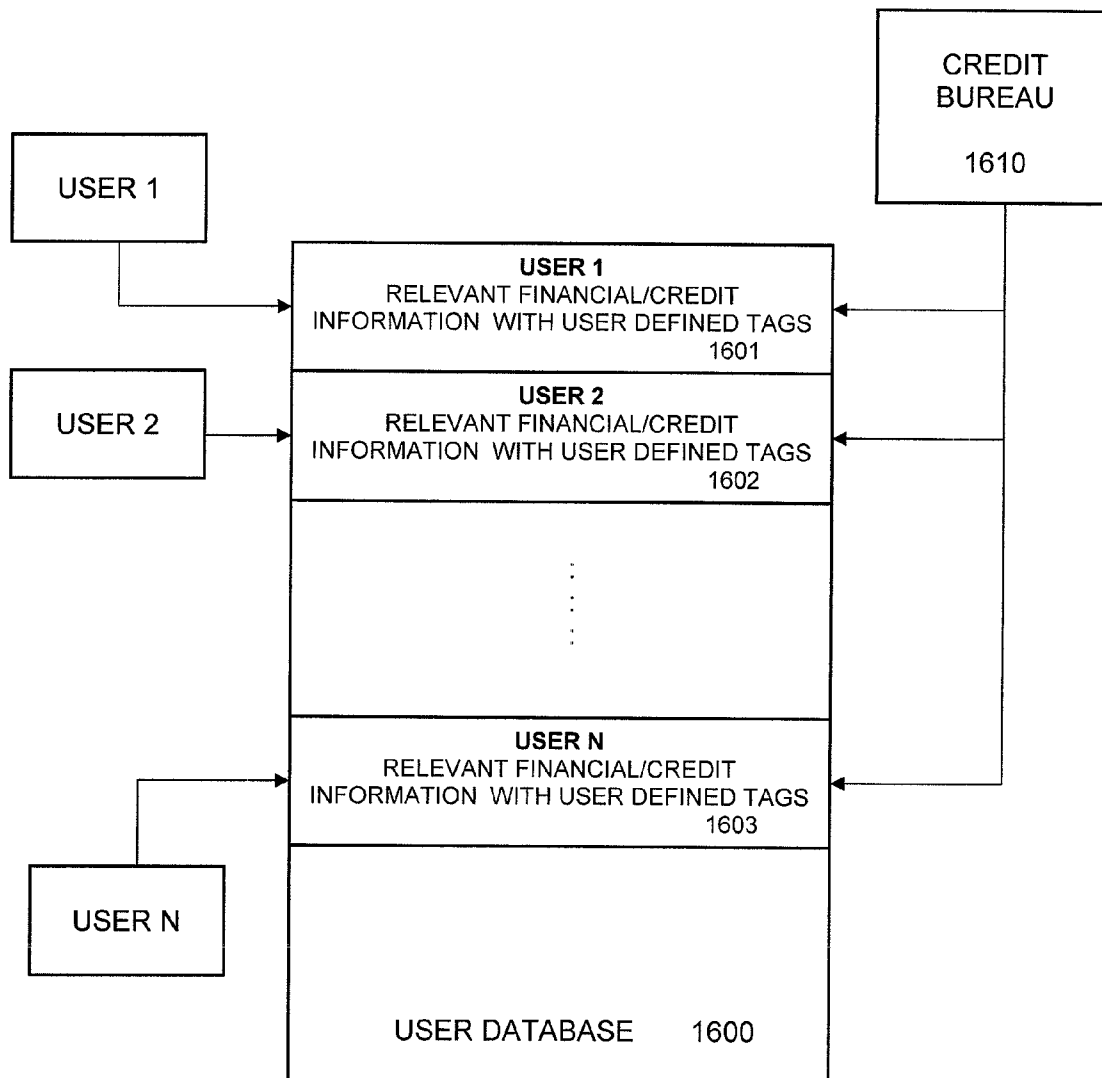 CREDIT
BUREAU
1610
USER 1
USER 1
RELEVANT FINANCIAL/CREDIT
INFORMATION WITH USER DEFINED TAGS
1601
USER 2
USER 2
RELEVANT FINANCIAL/CREDIT
INFORMATION WITH USER DEFINED TAGS
1602
USER N
RELEVANT FINANCIAL/CREDIT
INFORMATION WITH USER DEFINED TAGS
1603
USER N
USER DATABASE 1600